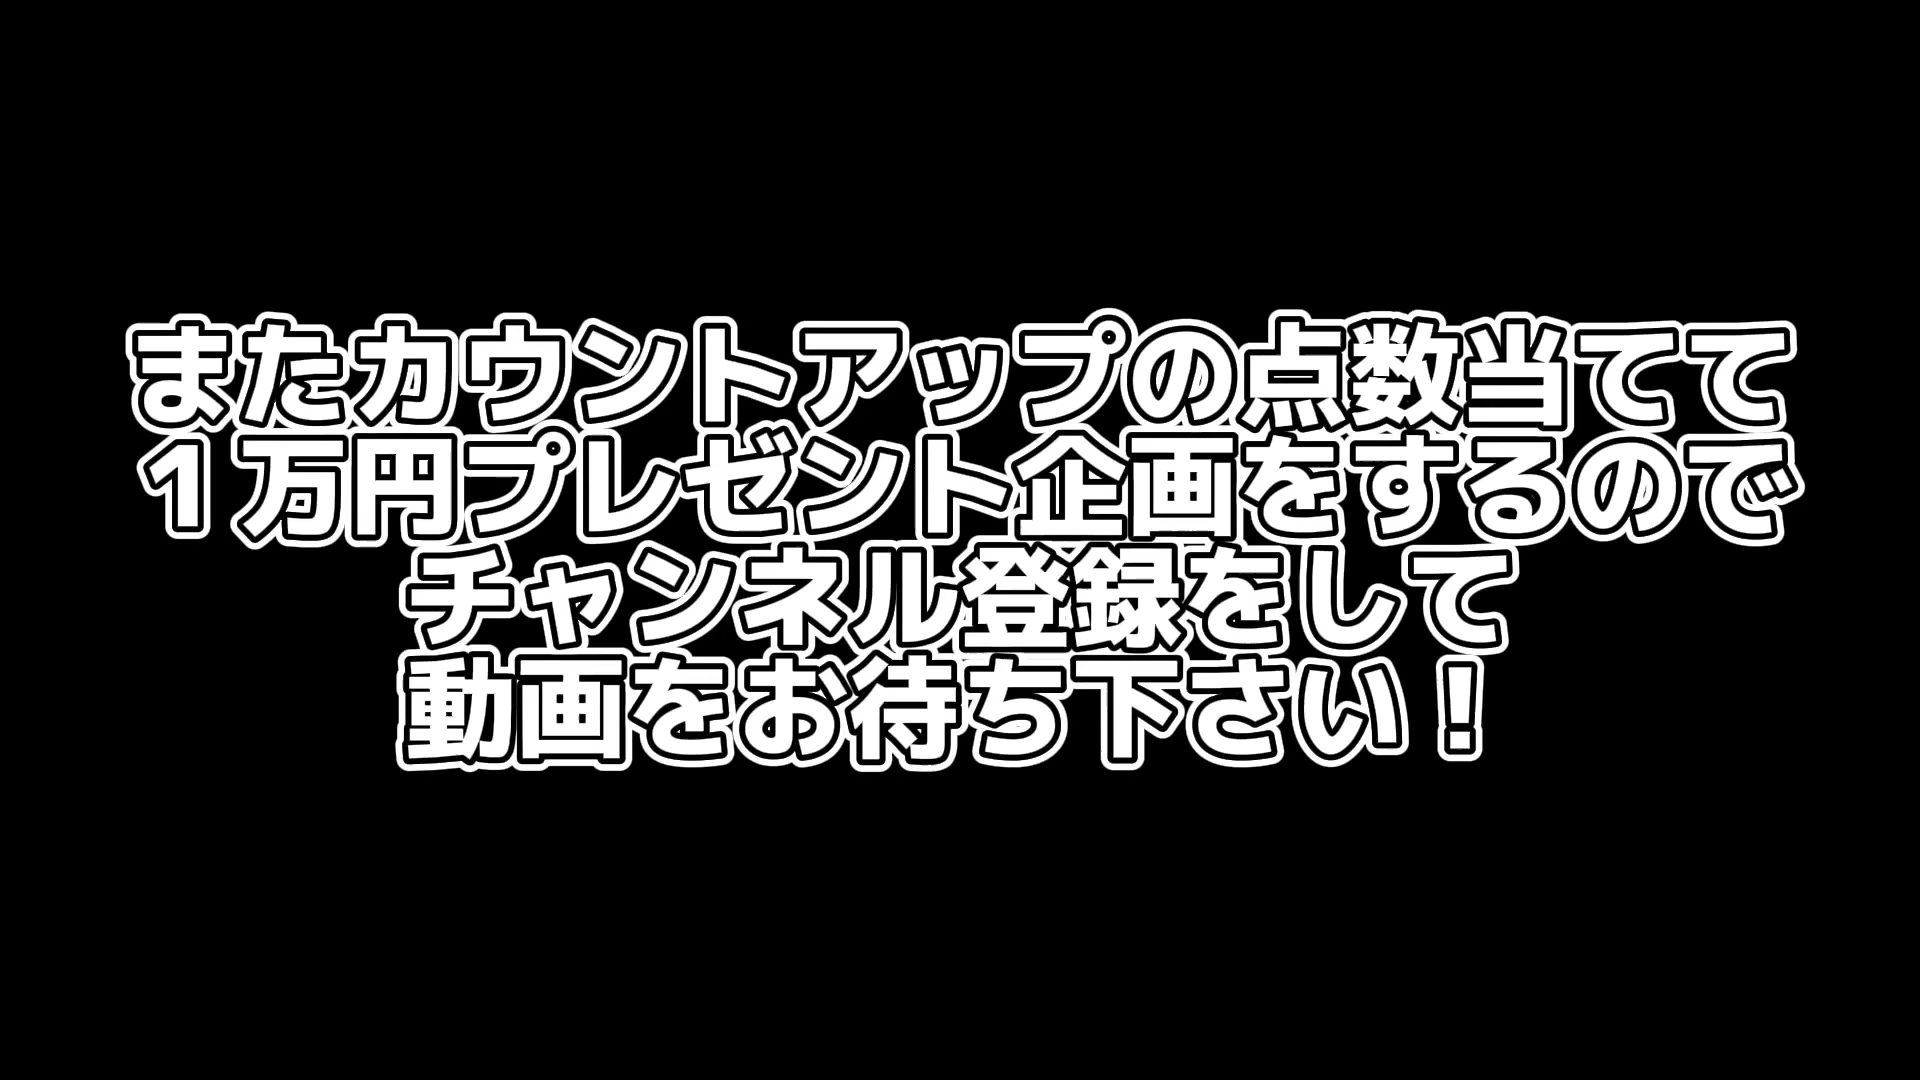 またカウントアップの点数当てて
１万円プレゼント企画をするので
チャンネル登録をして
動画をお待ち下さい！